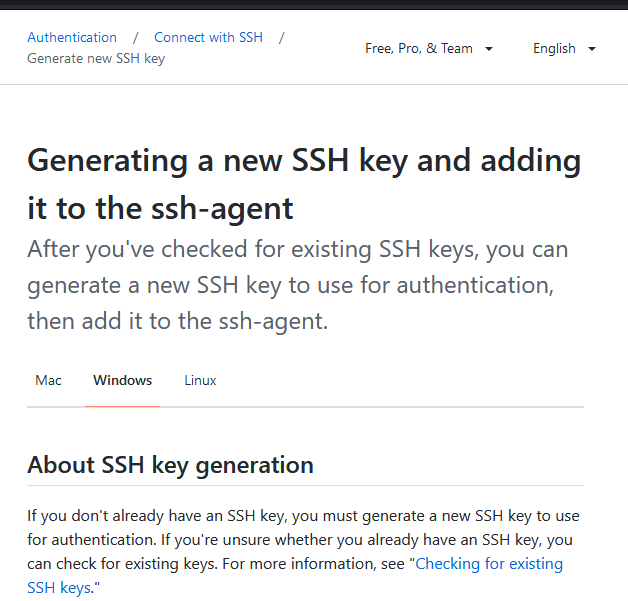 Authentication / Connect with SSH /
Generate new SSH key
Free, Pro, & Team
English
Generating a new SSH key and adding
it to the ssh-agent
After you've checked for existing SSH keys, you can
generate a new SSH key to use for authentication,
then add it to the ssh-agent.
Mac Windows Linux
About SSH key generation
If you don't already have an SSH key, you must generate a new SSH key to use
for authentication. If you're unsure whether you already have an SSH key, you
can check for existing keys. For more information, see "Checking for existing
SSH keys."